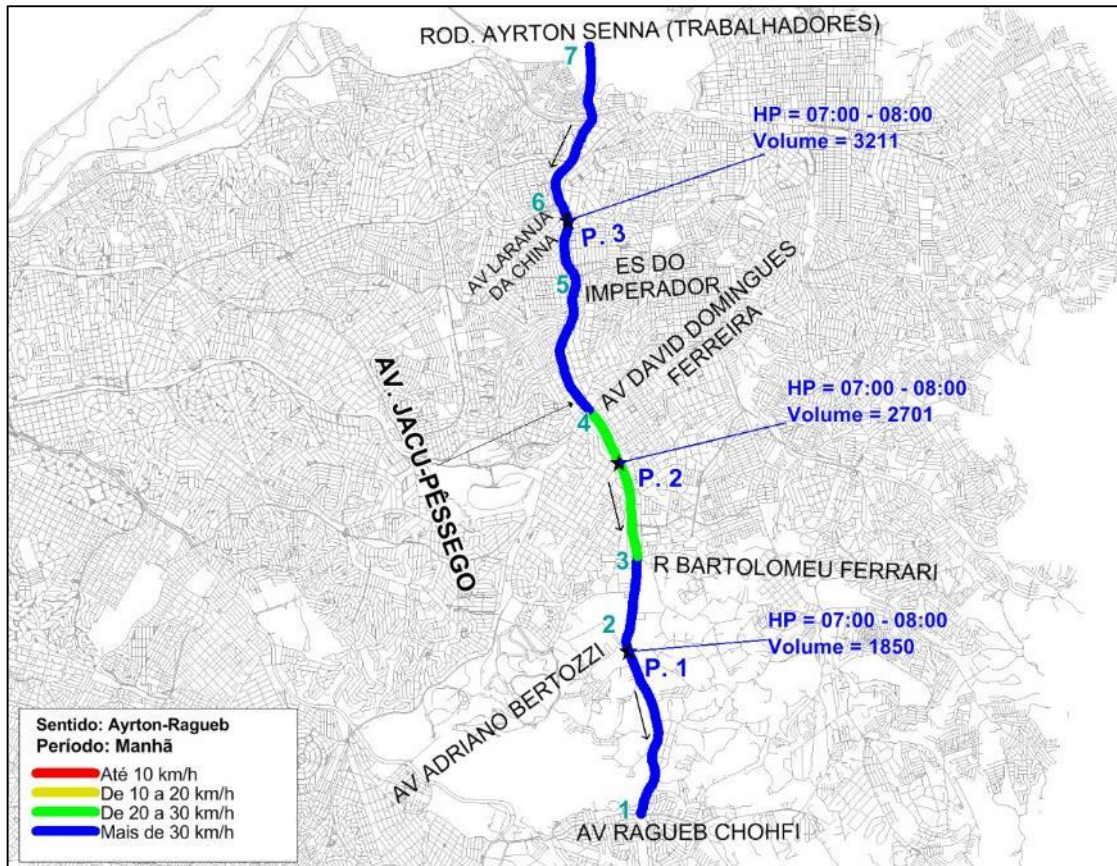 ROD. AYRTON SENNA (TRABALHADORES)
7
HP = 07:00 - 08:00
Volume = 3211
6
AV LARANJA
DA CHINA
P. 3
5
ES DO
IMPERADOR
AV DAVID DOMINGUES
FERREIRA
AV. JACU-PÊSSEGO
HP = 07:00 - 08:00
Volume = 2701
4
P. 2
3
R BARTOLOMEU FERRARI
2
HP = 07:00 - 08:00
Volume = 1850
P. 1
AV ADRIANO BERTOZZI
1
AV RAGUEB CHOHFI
Sentido: Ayrton-Ragueb
Período: Manhã
Até 10 km/h
De 10 a 20 km/h
De 20 a 30 km/h
Mais de 30 km/h